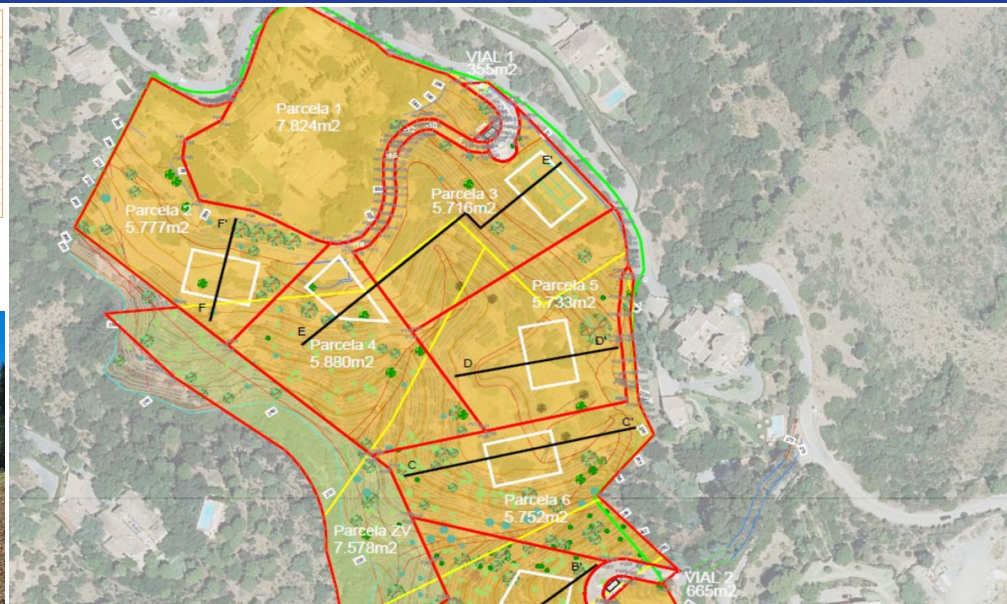 VIAL 1
355m2
Parcela 1
7.824m2
E'
Parcela 3
5.716m2
Parcela 2
5.777m2
F'
Parcela 5
5.733m2
F
E
Parcela 4
5.880m2
D'
D
C'
C
Parcela 6
5.752m2
Parcela ZV
7.578m2
B'
VIAL 2
665m2